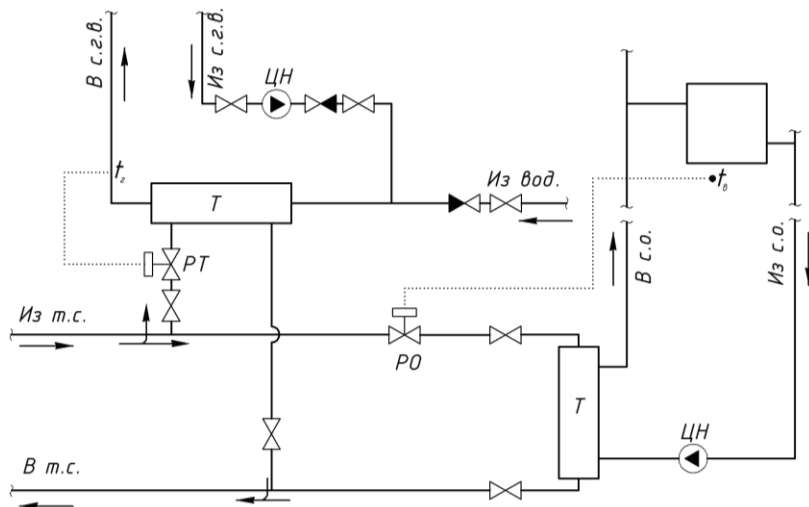 В с.г.в.
Из с.г.в.
ЦН
tг
Т
Из вод.
tв
РТ
В с.о.
Из с.о.
Из т.с.
РО
Т
ЦН
В т.с.